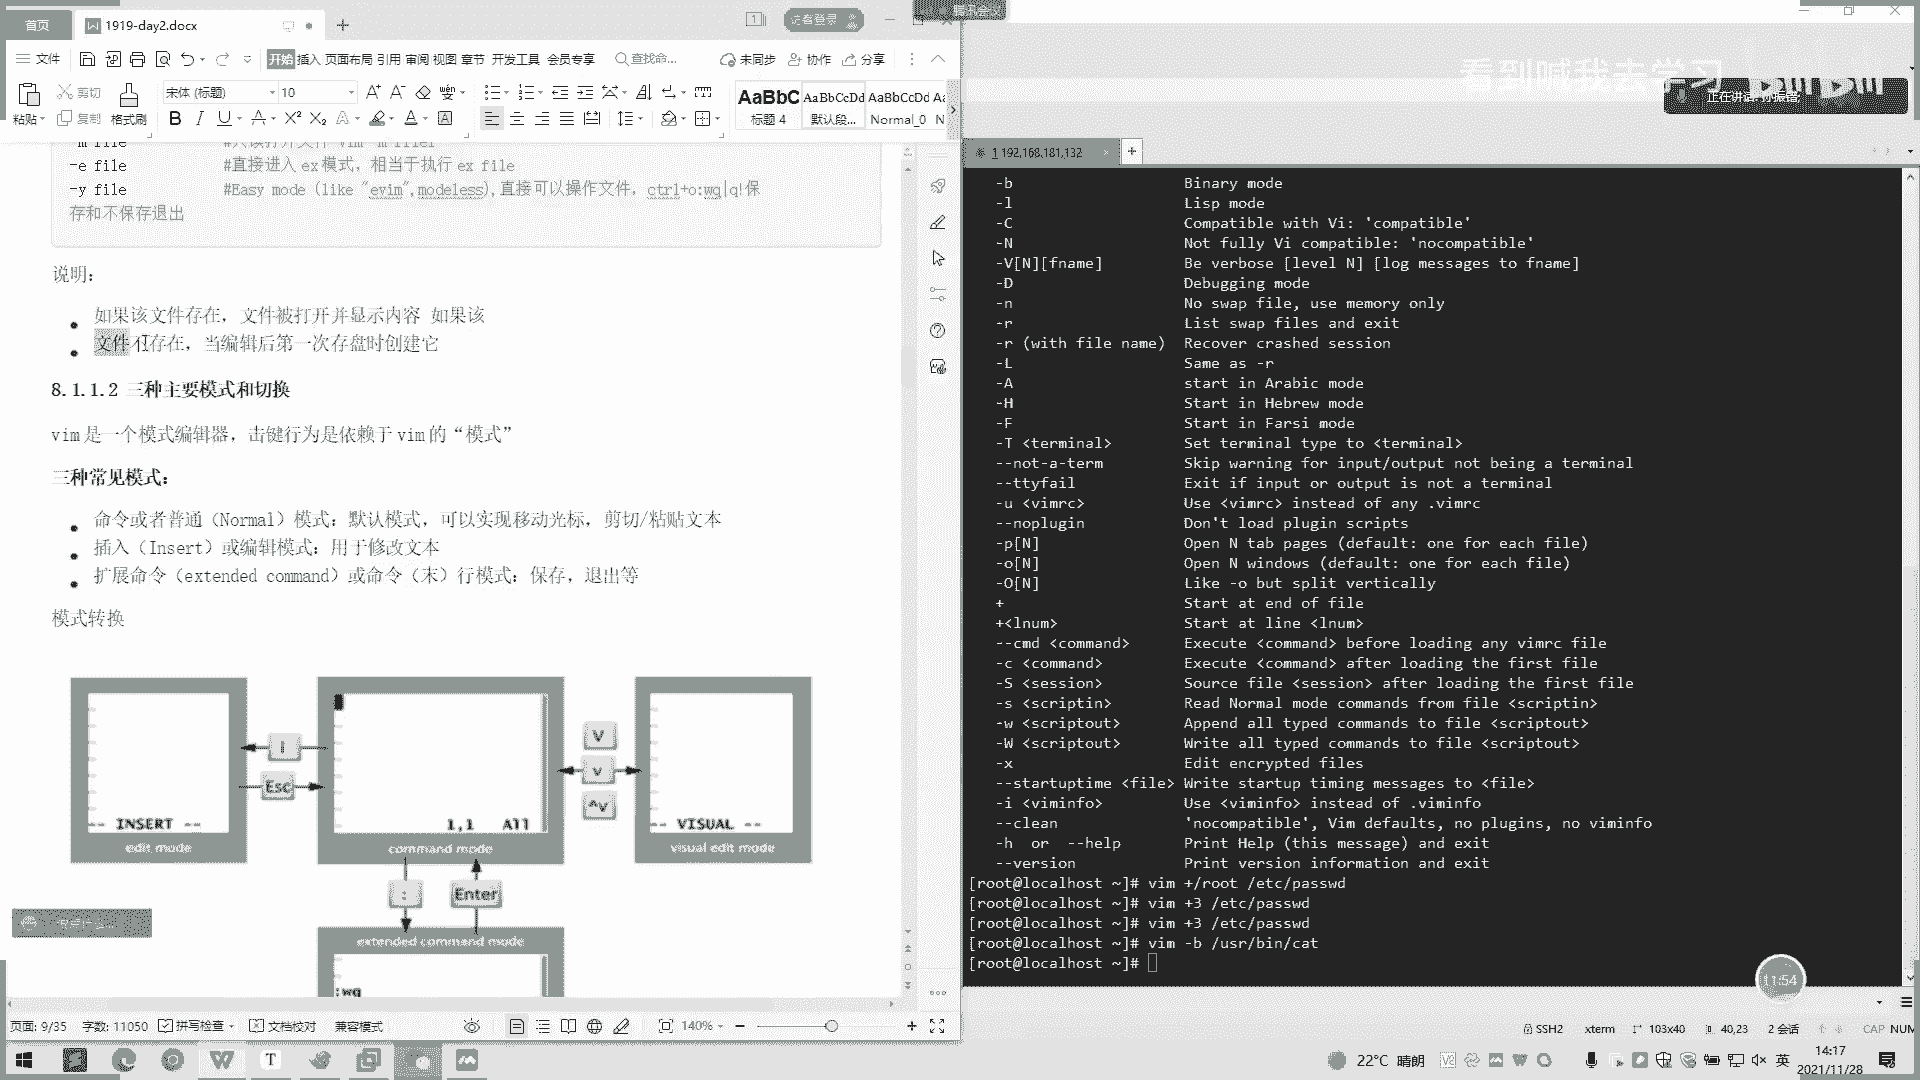 首页
1919-day2.docx
访客登录
腾讯会议
文件
开始 插入 页面布局 引用 审阅 视图 章节 开发工具 会员专享
查找命...
未同步
协作
分享
粘贴
剪切
复制
格式刷
宋体 (标题)
10
AaBbC
标题 4
AaBbCcDd
默认段...
AaBbCcDd
Normal_0
看到喊我去学习
#只读打开文件
-e file #直接进入 ex 模式，相当于执行 ex file
-y file #Easy mode (like "evim",modeless),直接可以操作文件，ctrl+o:wq|q!保
存和不保存退出
说明：
如果该文件存在，文件被打开并显示内容 如果该
文件不存在，当编辑后第一次存盘时创建它
8.1.1.2 三种主要模式和切换
vim 是一个模式编辑器，击键行为是依赖于 vim 的“模式”
三种常见模式：
命令或者普通（Normal）模式：默认模式，可以实现移动光标，剪切/粘贴文本
插入（Insert）或编辑模式：用于修改文本
扩展命令（extended command）或命令（末）行模式：保存，退出等
模式转换
I
Esc
-- INSERT --
edit mode
1,1 All
command mode
V
v
^V
-- VISUAL --
visual edit mode
:
Enter
extended command mode
:wq
页面: 9/35
字数: 11050
拼写检查
文档校对
兼容模式
140%
1 192.168.181.132
-b Binary mode
-l Lisp mode
-C Compatible with Vi: 'compatible'
-N Not fully Vi compatible: 'nocompatible'
-V[N][fname] Be verbose [level N] [log messages to fname]
-D Debugging mode
-n No swap file, use memory only
-r List swap files and exit
-r (with file name) Recover crashed session
-L Same as -r
-A start in Arabic mode
-H Start in Hebrew mode
-F Start in Farsi mode
-T <terminal> Set terminal type to <terminal>
--not-a-term Skip warning for input/output not being a terminal
--ttyfail Exit if input or output is not a terminal
-u <vimrc> Use <vimrc> instead of any .vimrc
--noplugin Don't load plugin scripts
-p[N] Open N tab pages (default: one for each file)
-o[N] Open N windows (default: one for each file)
-O[N] Like -o but split vertically
+ Start at end of file
+<lnum> Start at line <lnum>
--cmd <command> Execute <command> before loading any vimrc file
-c <command> Execute <command> after loading the first file
-S <session> Source file <session> after loading the first file
-s <scriptin> Read Normal mode commands from file <scriptin>
-w <scriptout> Append all typed commands to file <scriptout>
-W <scriptout> Write all typed commands to file <scriptout>
-x Edit encrypted files
--startuptime <file> Write startup timing messages to <file>
-i <viminfo> Use <viminfo> instead of .viminfo
--clean 'nocompatible', Vim defaults, no plugins, no viminfo
-h or --help Print Help (this message) and exit
--version Print version information and exit
[root@localhost ~]# vim +/root /etc/passwd
[root@localhost ~]# vim +3 /etc/passwd
[root@localhost ~]# vim +3 /etc/passwd
[root@localhost ~]# vim -b /usr/bin/cat
[root@localhost ~]#
11:54
SSH2
xterm
103x40
40,23
2 会话
CAP
NUM
22°C 晴朗
英
14:17
2021/11/28